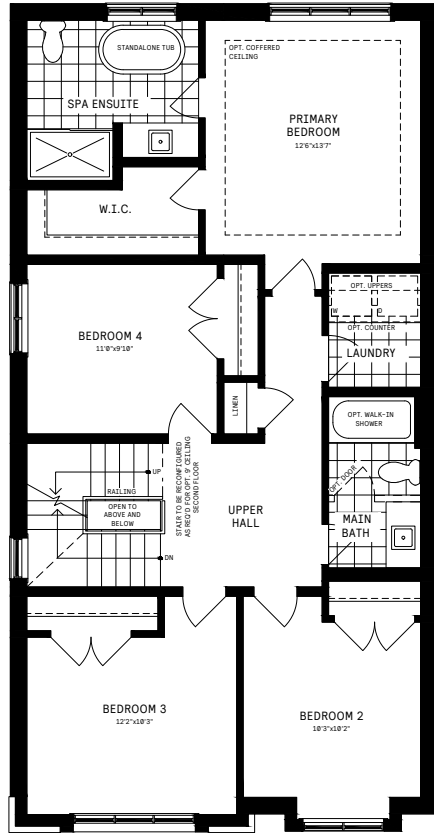 STANDALONE TUB
OPT. COFFERED
CEILING
SPA ENSUITE
PRIMARY
BEDROOM
12'6"x13'7"
W.I.C.
OPT. UPPERS
W
D
OPT. COUNTER
LAUNDRY
BEDROOM 4
11'0"x9'10"
LINEN
OPT. WALK-IN
SHOWER
OPT. DOOR
MAIN
BATH
STAIR TO BE RECONFIGURED
AS REQ'D FOR OPT. 9' CEILING
SECOND FLOOR
UP
RAILING
OPEN TO
ABOVE AND
BELOW
DN
UPPER
HALL
BEDROOM 3
12'2"x10'3"
BEDROOM 2
10'3"x10'2"